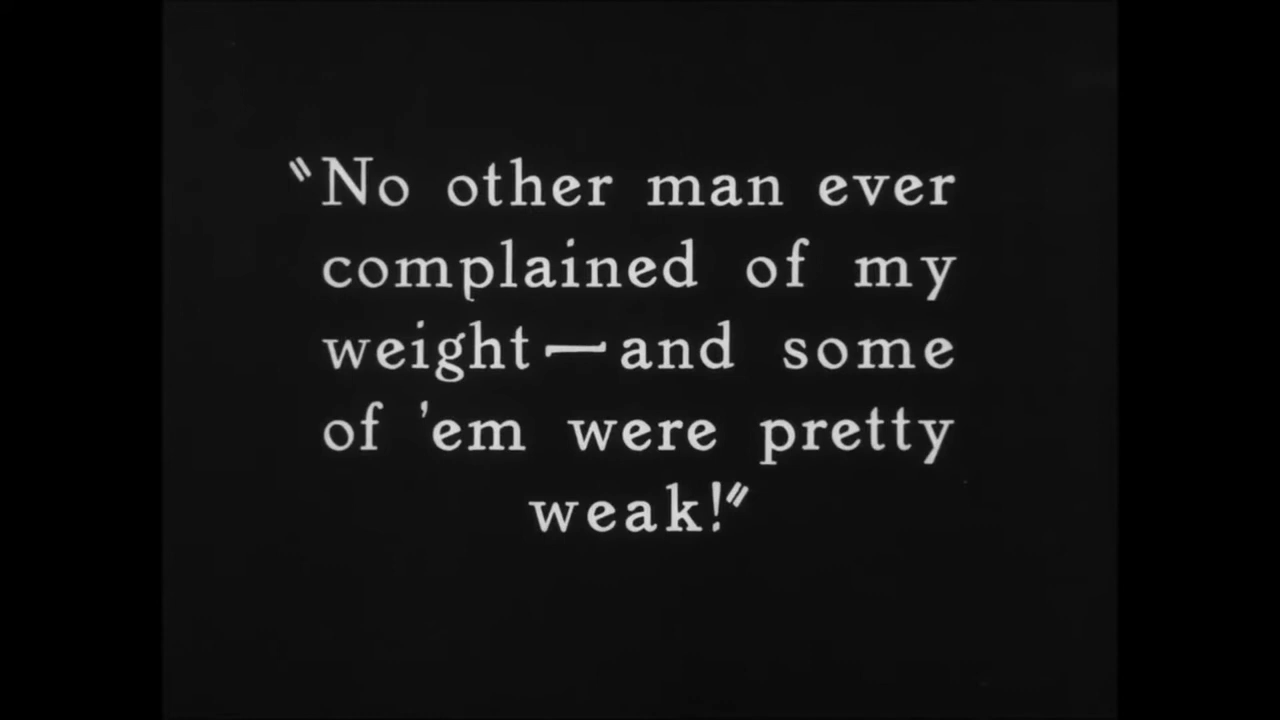 "No other man ever
complained of my
weight—and some
of 'em were pretty
weak!"